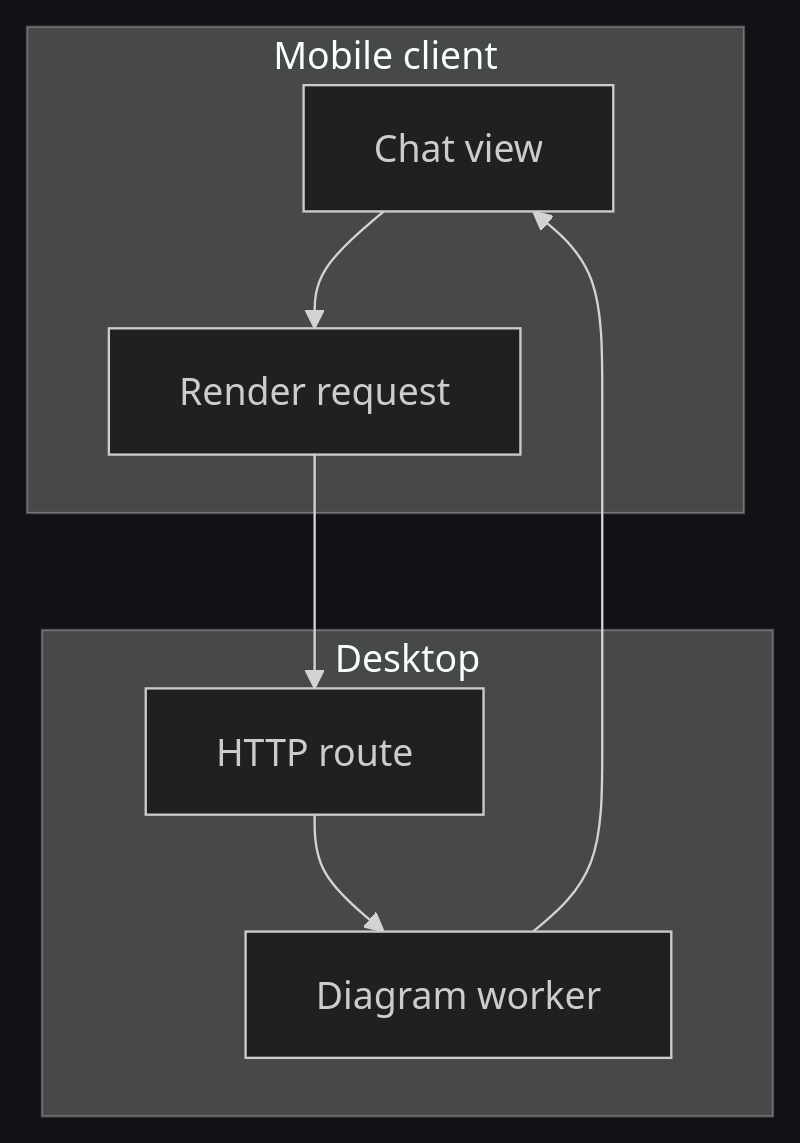 Mobile client
Chat view
Render request
Desktop
HTTP route
Diagram worker